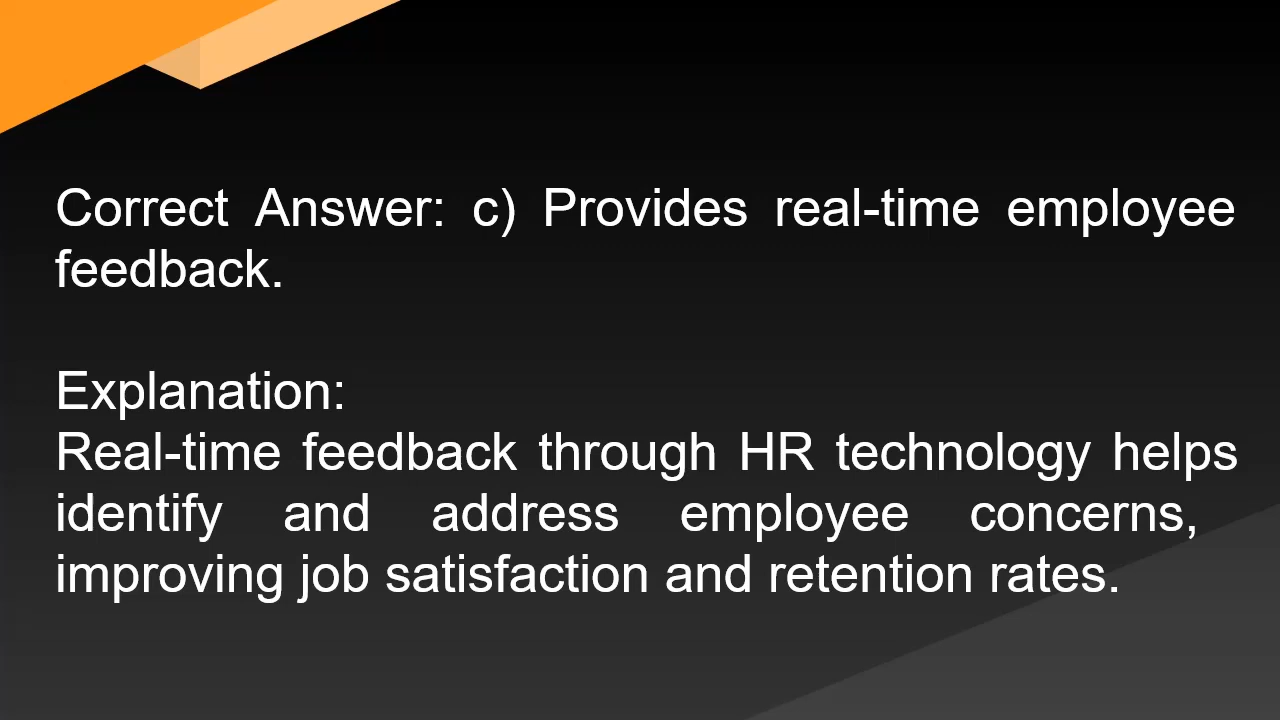 Correct Answer: c) Provides real-time employee
feedback.
Explanation:
Real-time feedback through HR technology helps
identify and address employee concerns,
improving job satisfaction and retention rates.